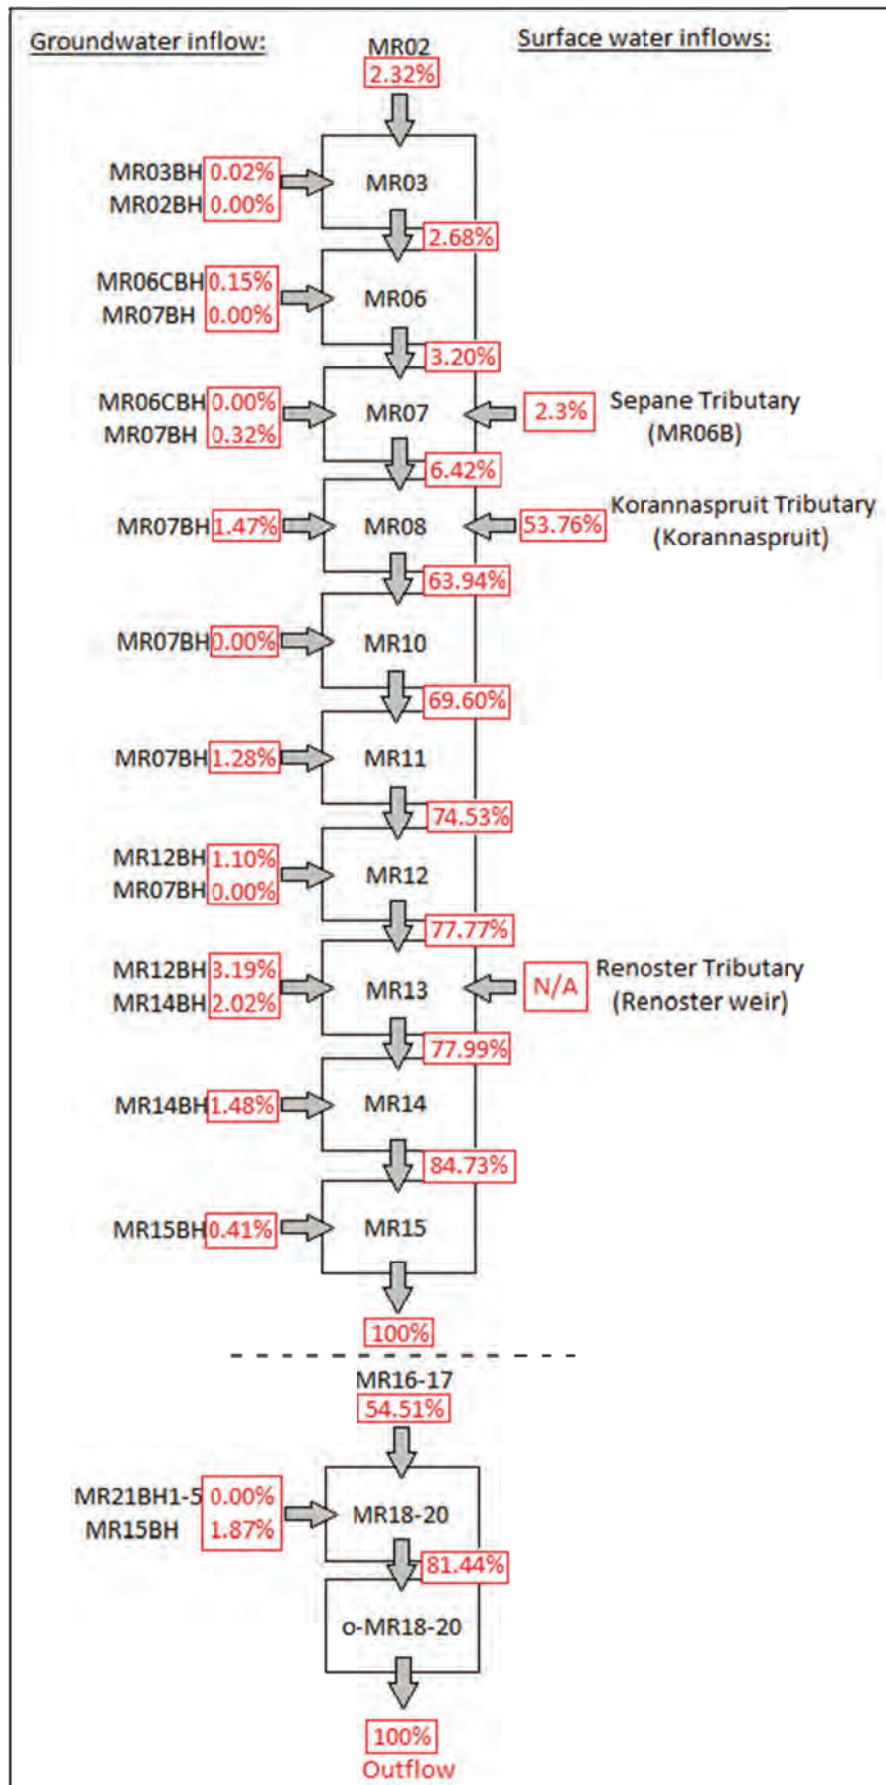 Groundwater inflow:
Surface water inflows:
MR02
2.32%
MR03BH 0.02%
MR02BH 0.00%
MR03
2.68%
MR06CBH 0.15%
MR07BH 0.00%
MR06
3.20%
MR06CBH 0.00%
MR07BH 0.32%
MR07
2.3%
Sepane Tributary
(MR06B)
6.42%
MR07BH 1.47%
MR08
53.76%
Korannaspruit Tributary
(Korannaspruit)
63.94%
MR07BH 0.00%
MR10
69.60%
MR07BH 1.28%
MR11
74.53%
MR12BH 1.10%
MR07BH 0.00%
MR12
77.77%
MR12BH 3.19%
MR14BH 2.02%
MR13
N/A
Renoster Tributary
(Renoster weir)
77.99%
MR14BH 1.48%
MR14
84.73%
MR15BH 0.41%
MR15
100%
MR16-17
54.51%
MR21BH1-5 0.00%
MR15BH 1.87%
MR18-20
81.44%
o-MR18-20
100%
Outflow